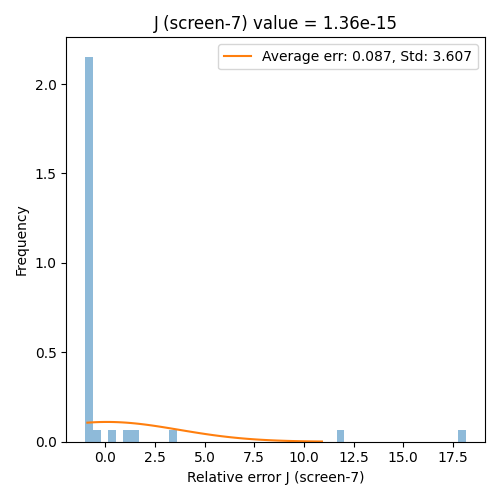 J (screen-7) value = 1.36e-15
Average err: 0.087, Std: 3.607
Frequency
2.0
1.5
1.0
0.5
0.0
0.0 2.5 5.0 7.5 10.0 12.5 15.0 17.5
Relative error J (screen-7)